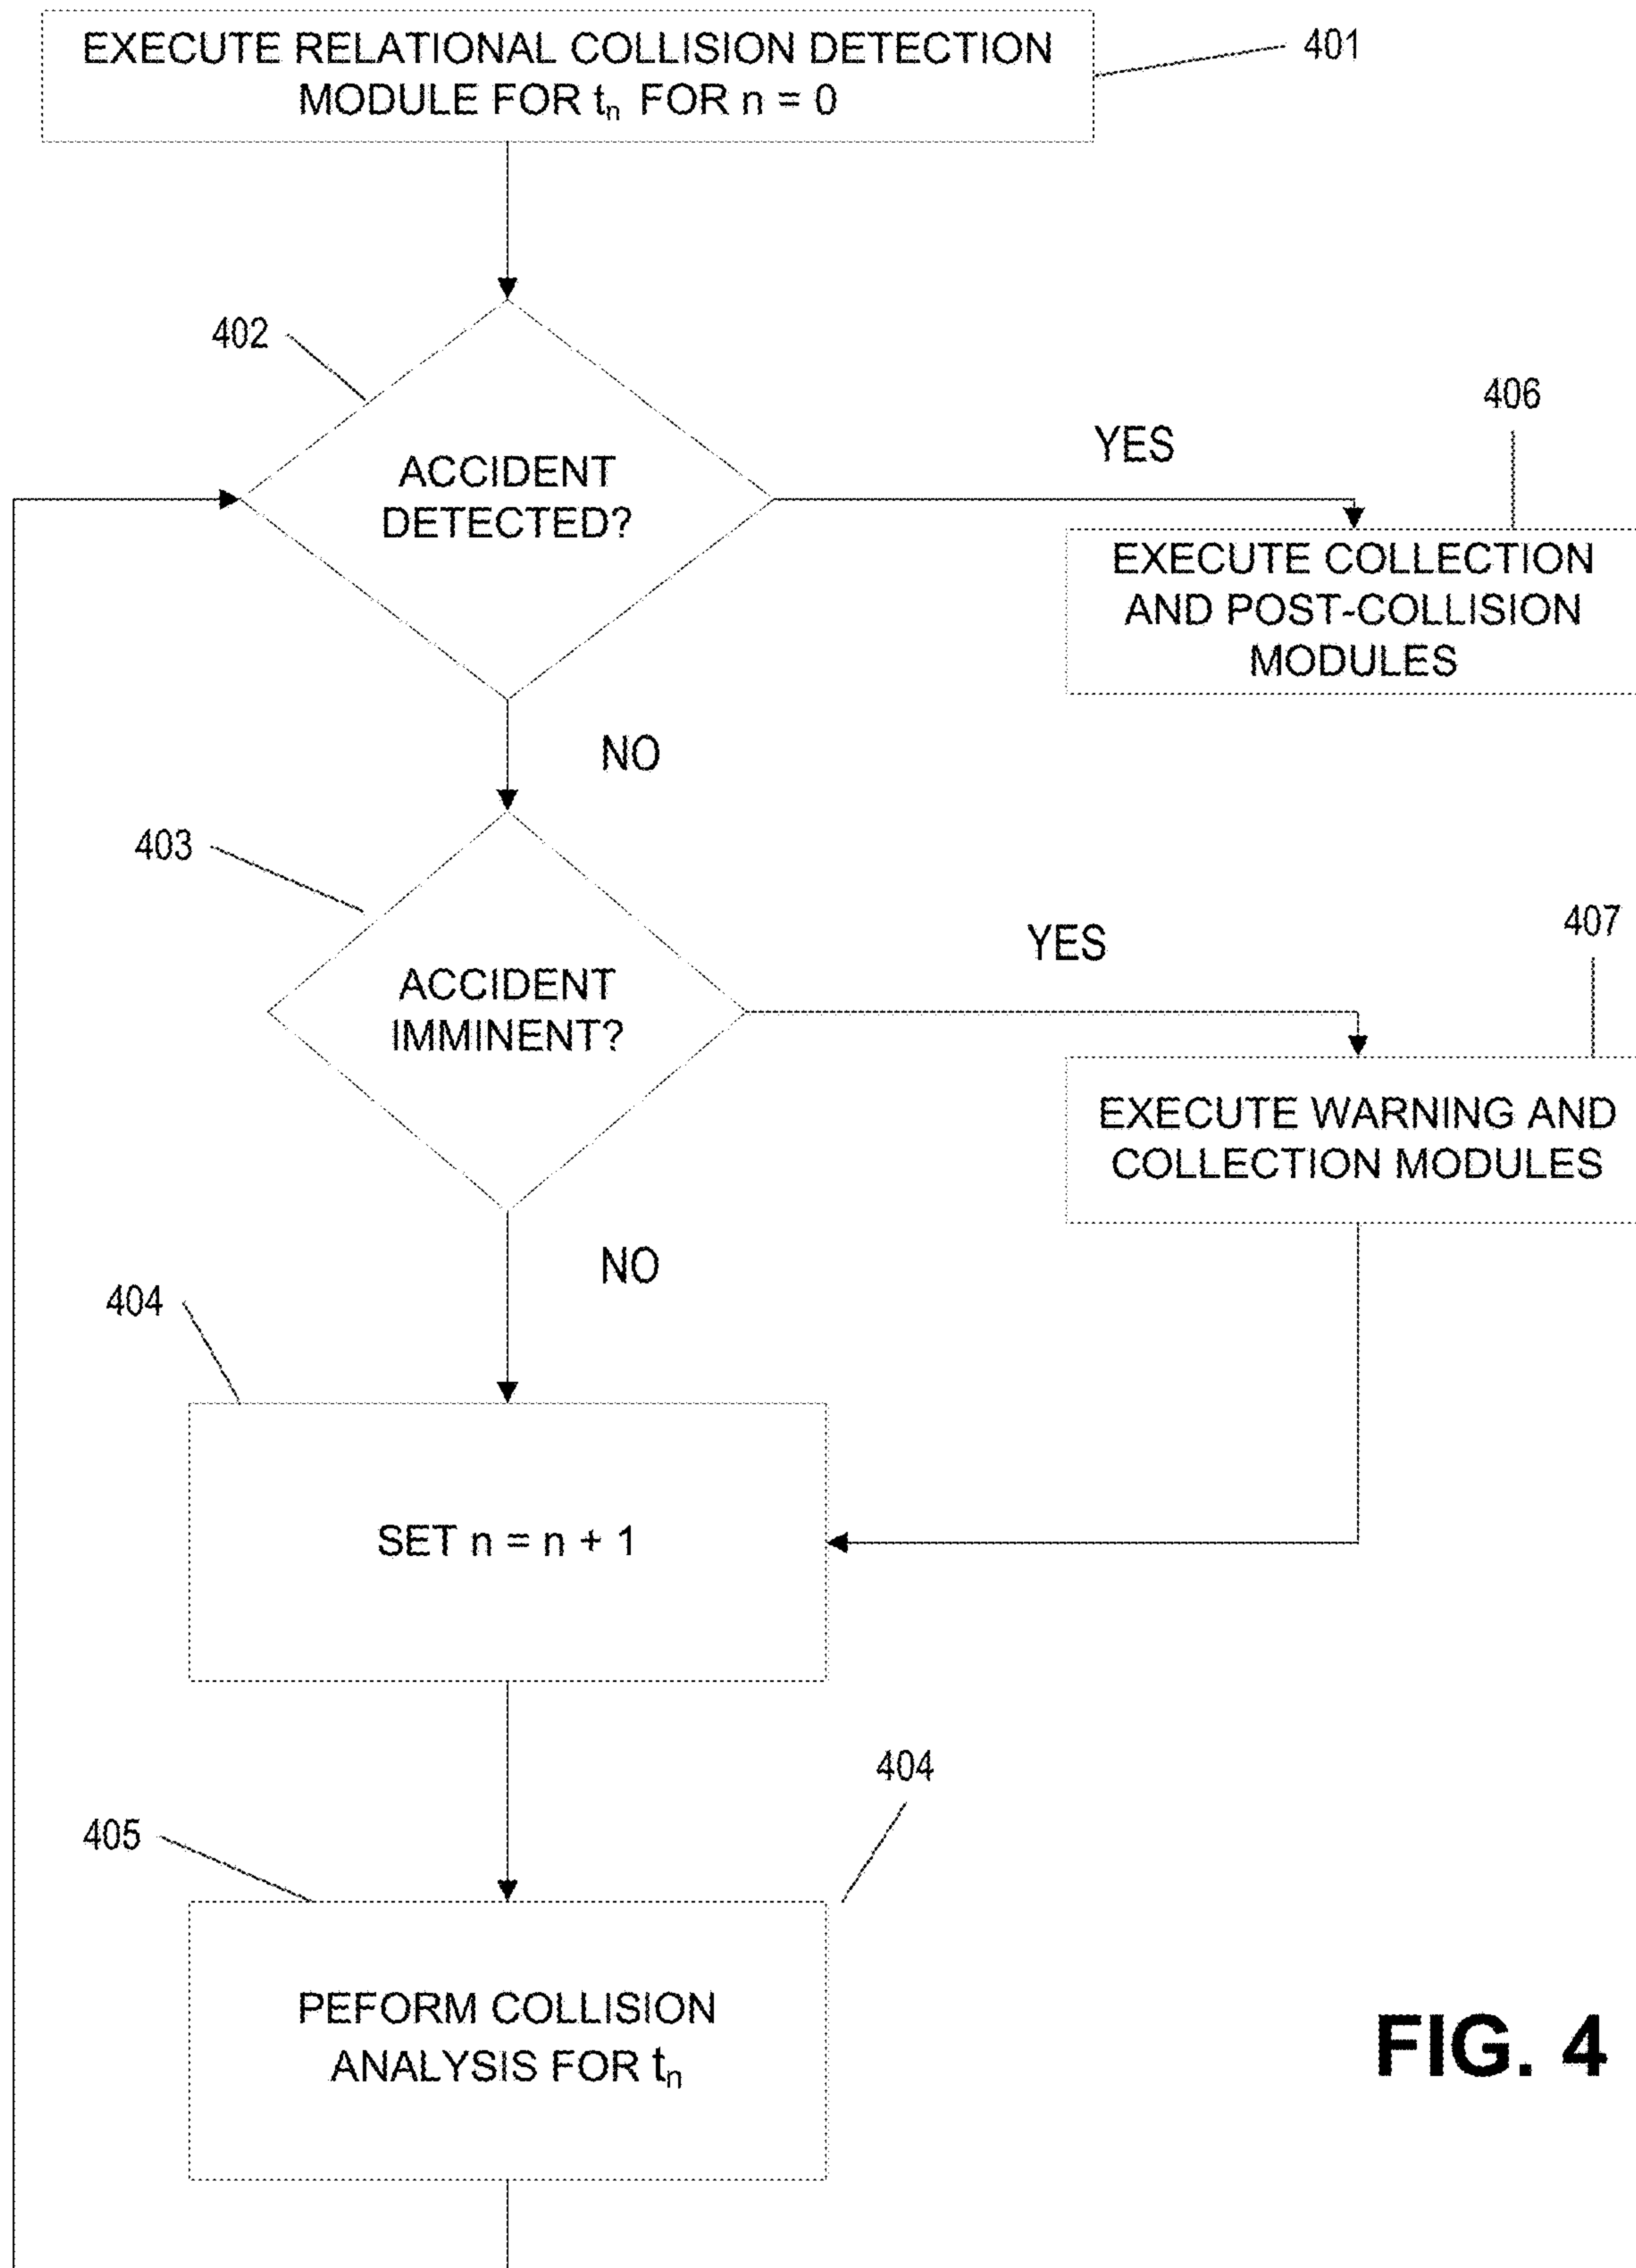 EXECUTE RELATIONAL COLLISION DETECTION
MODULE FOR tn FOR n = 0
401
402
ACCIDENT
DETECTED?
YES
406
EXECUTE COLLECTION
AND POST-COLLISION
MODULES
NO
403
ACCIDENT
IMMINENT?
YES
407
EXECUTE WARNING AND
COLLECTION MODULES
NO
404
SET n = n + 1
404
405
PEFORM COLLISION
ANALYSIS FOR tn
FIG. 4